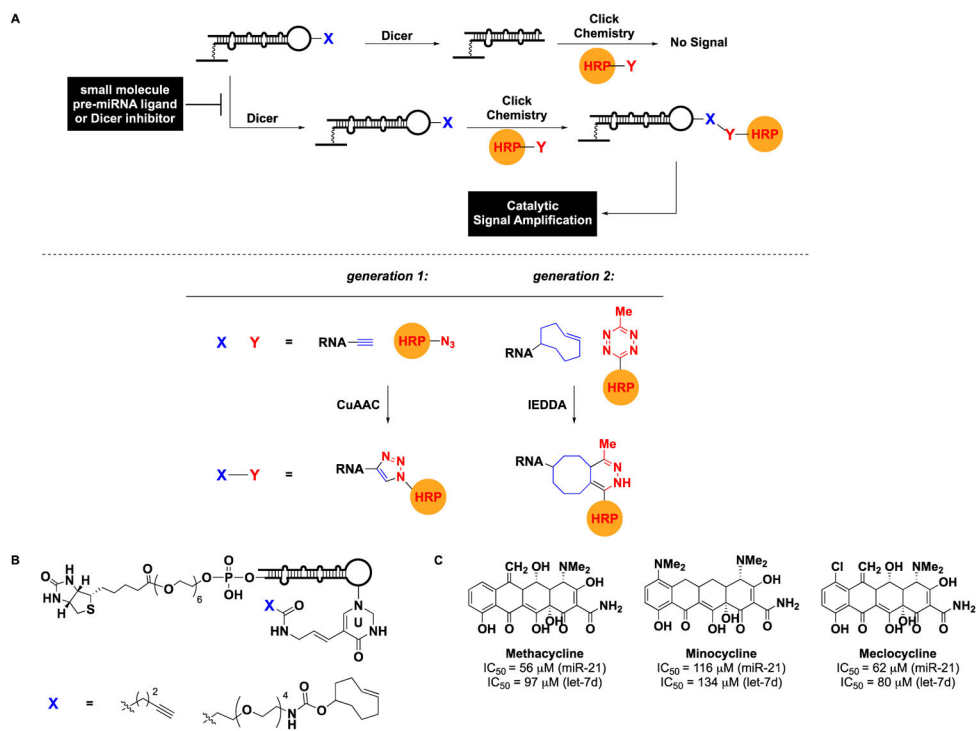 A
X
Dicer
Click
Chemistry
HRP Y
No Signal
small molecule
pre-miRNA ligand
or Dicer inhibitor
Dicer
X
Click
Chemistry
HRP Y
X
Y HRP
Catalytic
Signal Amplification
generation 1:
generation 2:
X Y = RNA HRP N3
RNA
Me
N N
N N
HRP
CuAAC
IEDDA
X Y =
RNA
N
N
N
HRP
RNA
Me
N
NH
HRP
B
O
HN
NH
H
H
S
O
O
6
O
O
P
OH
O
X
O
HN
N
U
NH
O
O
X =
2
O
4
N
H
O
O
C
CH2 OH NMe2
OH
NH2
OH
OH O OH O O
Methacycline
IC50 = 56 μM (miR-21)
IC50 = 97 μM (let-7d)
NMe2 NMe2
OH
NH2
OH
OH O OH O O
Minocycline
IC50 = 116 μM (miR-21)
IC50 = 134 μM (let-7d)
Cl CH2 OH NMe2
OH
NH2
OH
OH O OH O O
Meclocycline
IC50 = 62 μM (miR-21)
IC50 = 80 μM (let-7d)